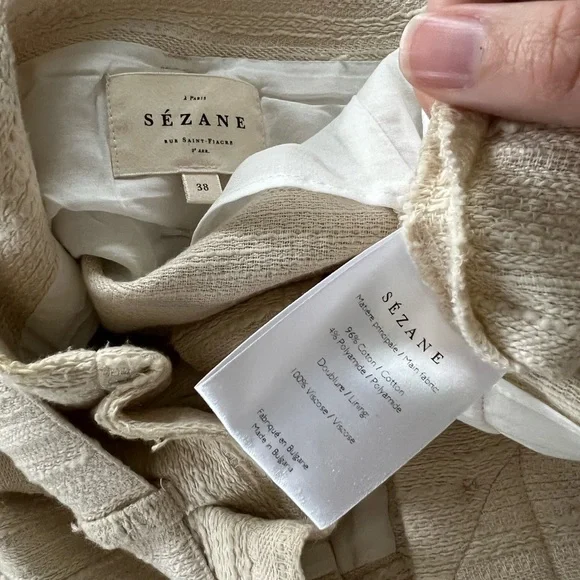 À PARIS
SÉZANE
RUE SAINT-FIACRE
2e ARR.
38
SÉZANE
Matière principale / Main fabric
96% Coton / Cotton
4% Polyamide / Polyamide
Doublure / Lining
100% Viscose / Viscose
Fabriqué en Bulgarie
Made in Bulgaria